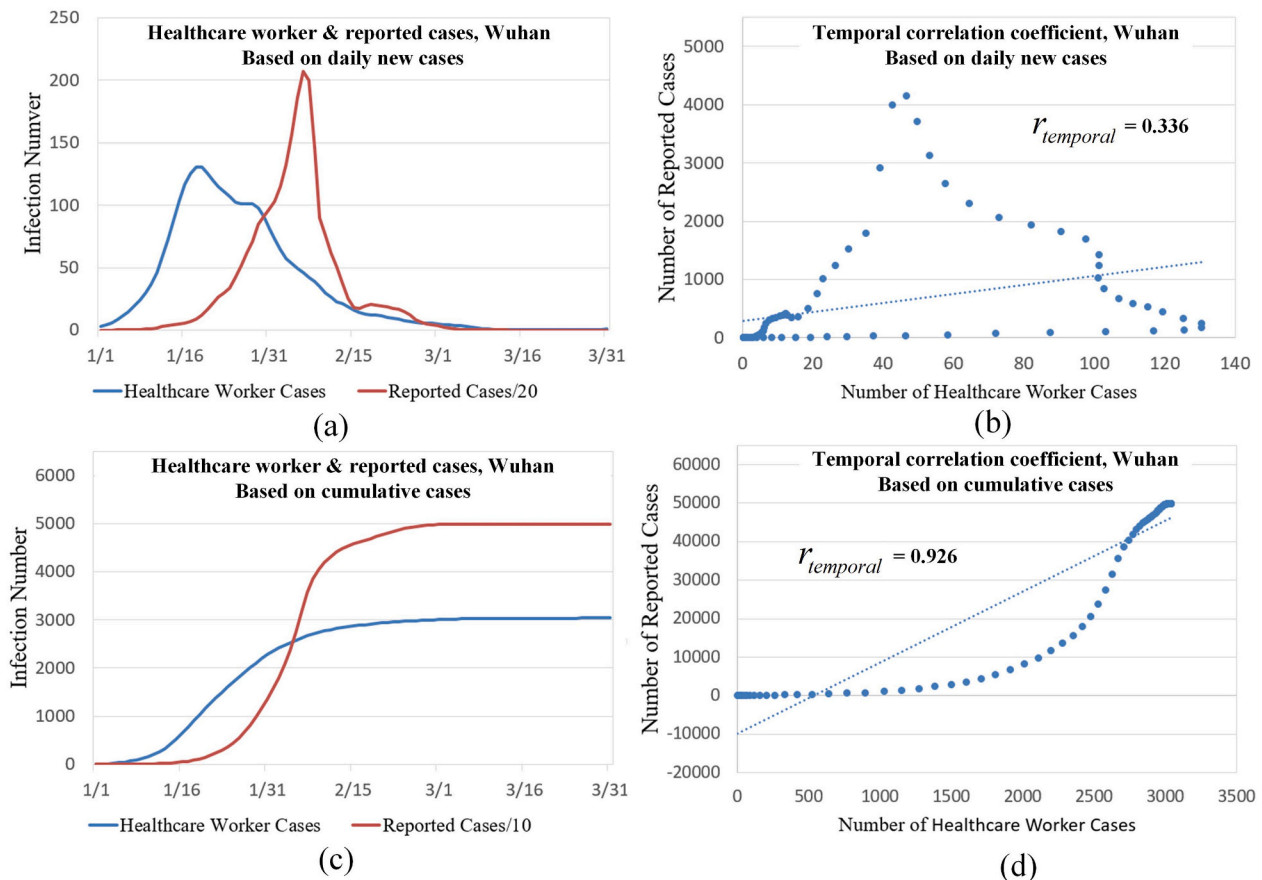 Healthcare worker & reported cases, Wuhan
Based on daily new cases
Infection Numver
250
200
150
100
50
0
1/1 1/16 1/31 2/15 3/1 3/16 3/31
Healthcare Worker Cases Reported Cases/20
(a)
Temporal correlation coefficient, Wuhan
Based on daily new cases
r temporal = 0.336
Number of Reported Cases
5000
4000
3000
2000
1000
0
0 20 40 60 80 100 120 140
Number of Healthcare Worker Cases
(b)
Healthcare worker & reported cases, Wuhan
Based on cumulative cases
Infection Number
6000
5000
4000
3000
2000
1000
0
1/1 1/16 1/31 2/15 3/1 3/16 3/31
Healthcare Worker Cases Reported Cases/10
(c)
Temporal correlation coefficient, Wuhan
Based on cumulative cases
r temporal = 0.926
Number of Reported Cases
60000
50000
40000
30000
20000
10000
0
-10000
-20000
0 500 1000 1500 2000 2500 3000 3500
Number of Healthcare Worker Cases
(d)